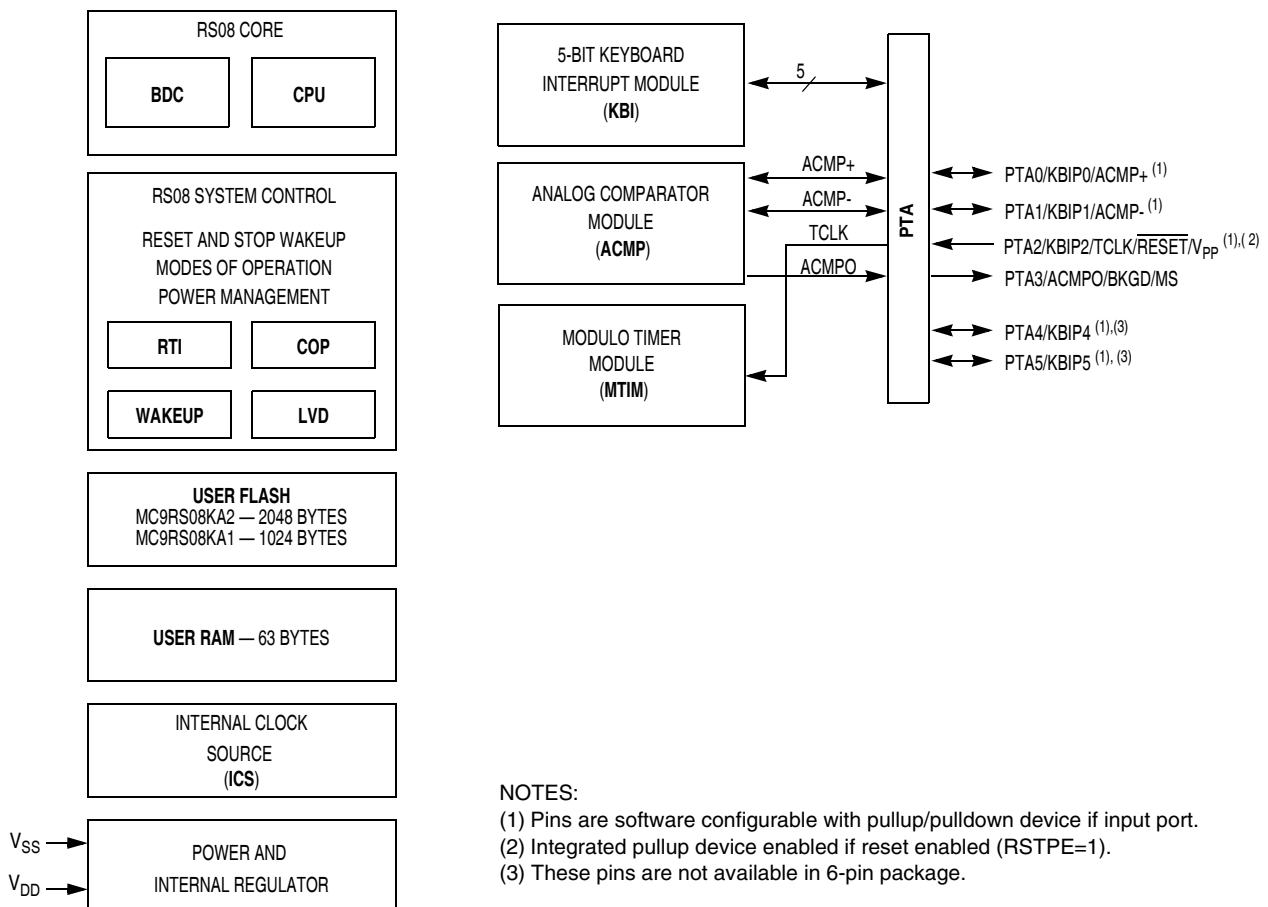 RS08 CORE
BDC
CPU
RS08 SYSTEM CONTROL
RESET AND STOP WAKEUP
MODES OF OPERATION
POWER MANAGEMENT
RTI
COP
WAKEUP
LVD
USER FLASH
MC9RS08KA2 — 2048 BYTES
MC9RS08KA1 — 1024 BYTES
USER RAM — 63 BYTES
INTERNAL CLOCK
SOURCE
(ICS)
VSS
VDD
POWER AND
INTERNAL REGULATOR
5-BIT KEYBOARD
INTERRUPT MODULE
(KBI)
5
ANALOG COMPARATOR
MODULE
(ACMP)
ACMP+
ACMP-
TCLK
ACMPO
MODULO TIMER
MODULE
(MTIM)
PTA
PTA0/KBIP0/ACMP+ (1)
PTA1/KBIP1/ACMP- (1)
PTA2/KBIP2/TCLK/RESET/VPP (1),( 2)
PTA3/ACMPO/BKGD/MS
PTA4/KBIP4 (1),(3)
PTA5/KBIP5 (1), (3)
NOTES:
(1) Pins are software configurable with pullup/pulldown device if input port.
(2) Integrated pullup device enabled if reset enabled (RSTPE=1).
(3) These pins are not available in 6-pin package.